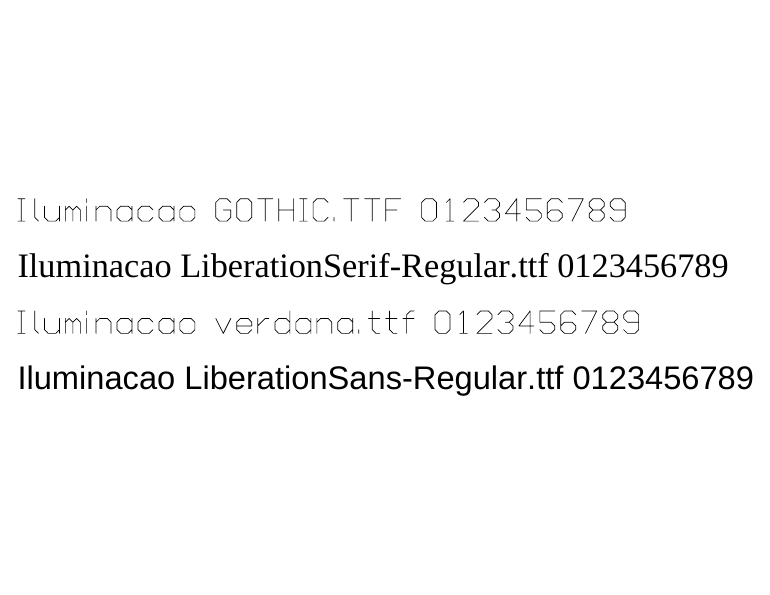 Iluminacao GOTHIC.TTF 0123456789
Iluminacao LiberationSerif-Regular.ttf 0123456789
Iluminacao verdana.ttf 0123456789
Iluminacao LiberationSans-Regular.ttf 0123456789